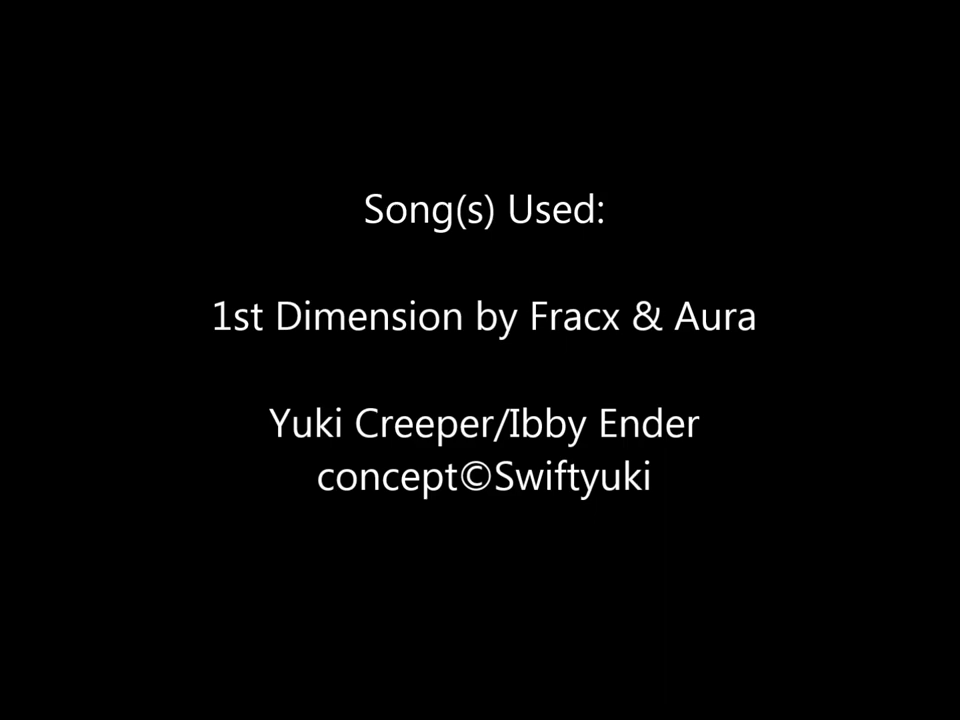 Song(s) Used:
1st Dimension by Fracx & Aura
Yuki Creeper/Ibby Ender
concept©Swiftyuki